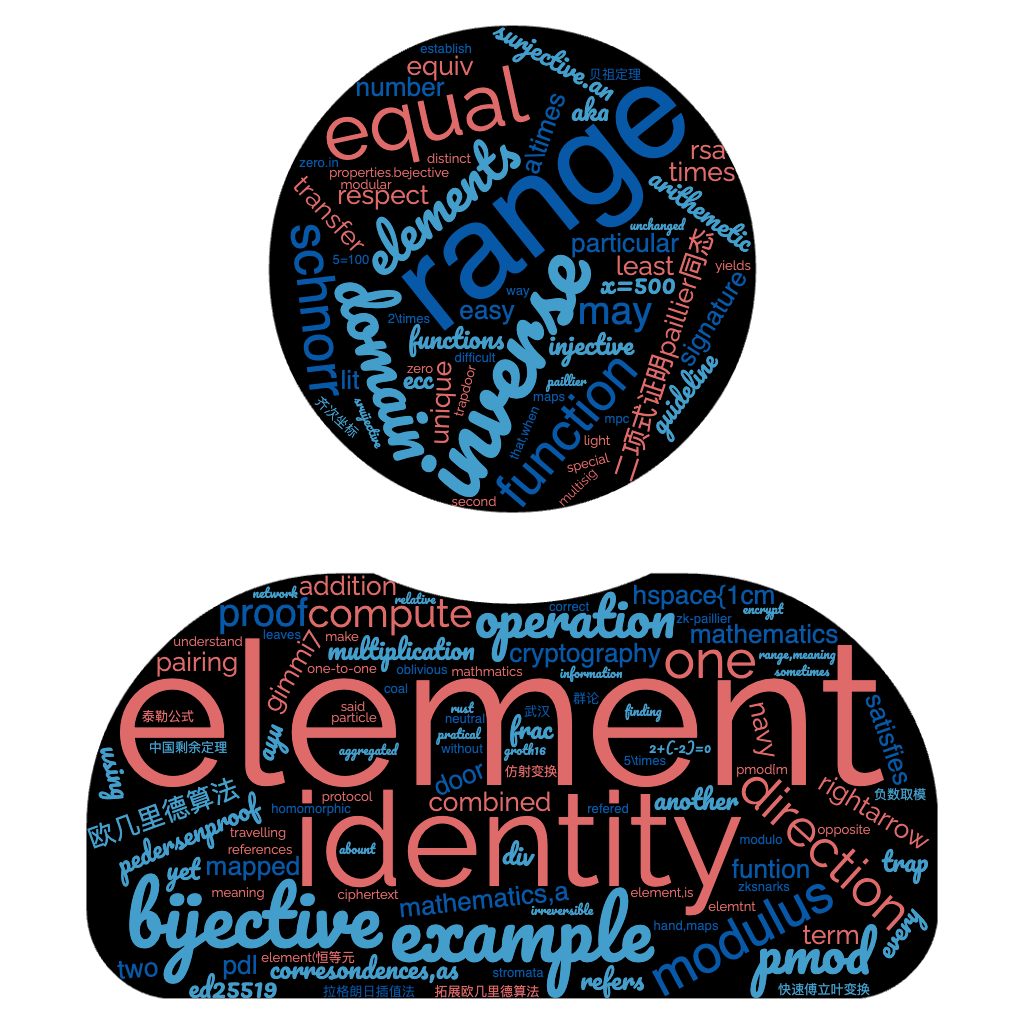 establish
surjective.an
equiv
贝祖定理
number
equal
range
aka
a\times
rsa
times
zero.in
distinct
elements
properties.bejective
modular
respect
transfer
arithemetic
unchanged
particular
schnorr
5=100
least
yields
x=500
二项式证明paillier同态
signature
way
domain
inverse
may
2\times
easy
functions
difficult
injective
zero
ecc
unique
trapdoor
paillier
maps
function
guideline
lit
齐次坐标
srujjective
that,when
mpc
light
special
multisig
second
network
addition
relative
hspace{1cm
proof
compute
correct
encrypt
operation
zk-paillier
leaves
make
mathematics
understand
gimmi7
multiplication
cryptography
one
range,meaning
pairing
one-to-one
oblivious
mathmatics
information
sometimes
element
coal
群论
satisfies
泰勒公式
said
particle
rust
neutral
武汉
finding
navy
中国剩余定理
ayu
aggregated
pratical
without
frac
groth16
2+(-2)=0
5\times
using
door
仿射变换
pmod{m
欧几里德算法
protocol
combined
another
direction
rightarrow
负数取模
homomorphic
identity
refered
pedersenproof
travelling
references
abount
div
modulo
opposite
yet
mapped
funtion
trap
meaning
ciphertext
zksnarks
bijective
mathematics,a
element,is
elemtnt
irreversible
example
hand,maps
modulus
term
every
two
pdl
element(恒等元
corresondences,as
stromata
refers
pmod
ed25519
拉格朗日插值法
拓展欧几里德算法
快速傅立叶变换